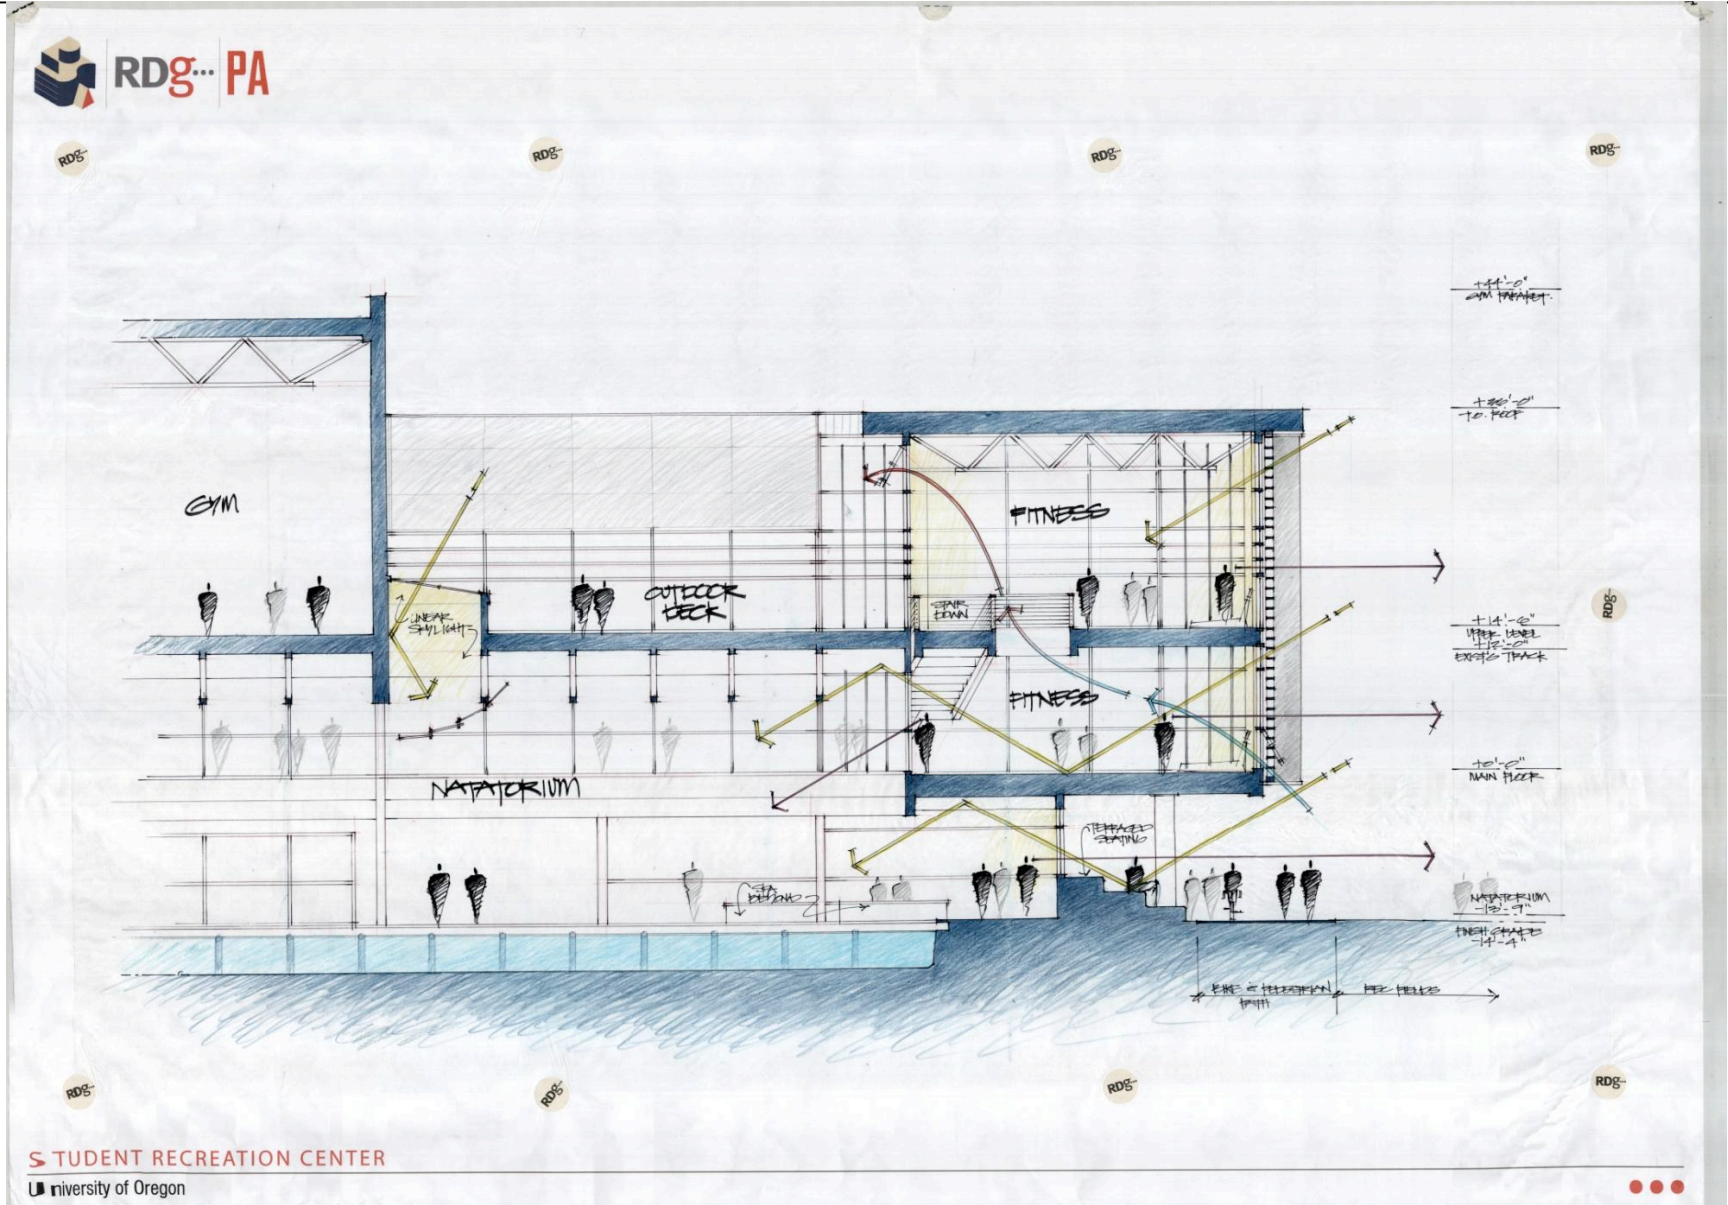 RDg... PA
RDg...
RDg...
RDg...
RDg...
+44'-0"
GYM PARAPET.
T.O. ROOF
GYM
FITNESS
OUTDOOR
DECK
STAIR
DOWN
LINEAR
SKYLIGHT
RDg...
+14'-6"
UPPER LEVEL
+12'-0"
EXIST'G TRACK
FITNESS
+0'-0"
MAIN FLOOR
NATATORIUM
TERRACED
SEATING
SPA
BEYOND
NATATORIUM
-13'-9"
FINISH GRADE
-14'-4"
BIKE & PEDESTRIAN
PATH
REC FIELDS
RDg...
RDg...
RDg...
RDg...
STUDENT RECREATION CENTER
University of Oregon